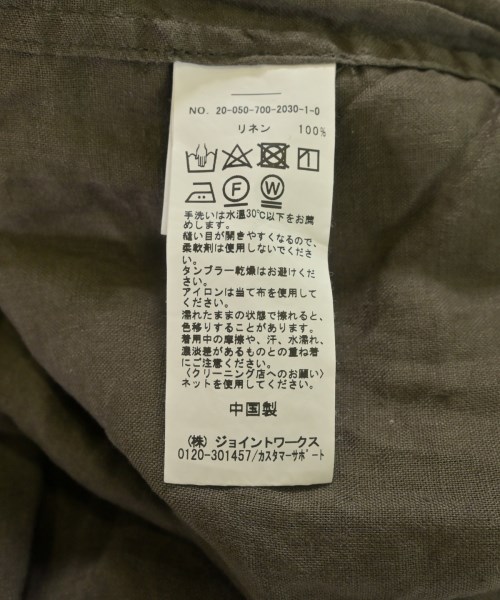 NO. 20-050-700-2030-1-0
リネン 100%
F W
手洗いは水温30℃以下をお薦
めします。
縫い目が開きやすくなるので、
柔軟剤は使用しないでくださ
い。
タンブラー乾燥はお避けくだ
さい。
アイロンは当て布を使用して
ください。
濡れたままの状態で擦れると、
色移りすることがあります。
着用中の摩擦や、汗、水濡れ、
濃淡差があるものとの重ね着
にご注意ください。
〈クリーニング店へのお願い〉
ネットを使用してください。
中国製
(株) ジョイントワークス
0120-301457/カスタマーサポート